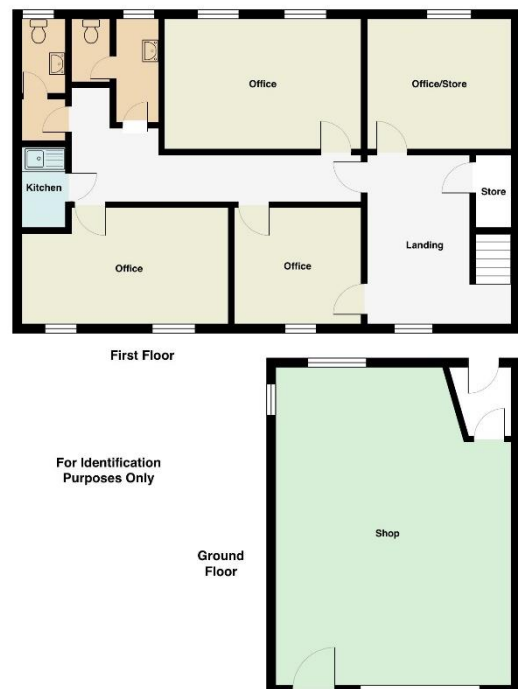 Office
Office/Store
Kitchen
Store
Landing
Office
Office
First Floor
For Identification
Purposes Only
Shop
Ground
Floor